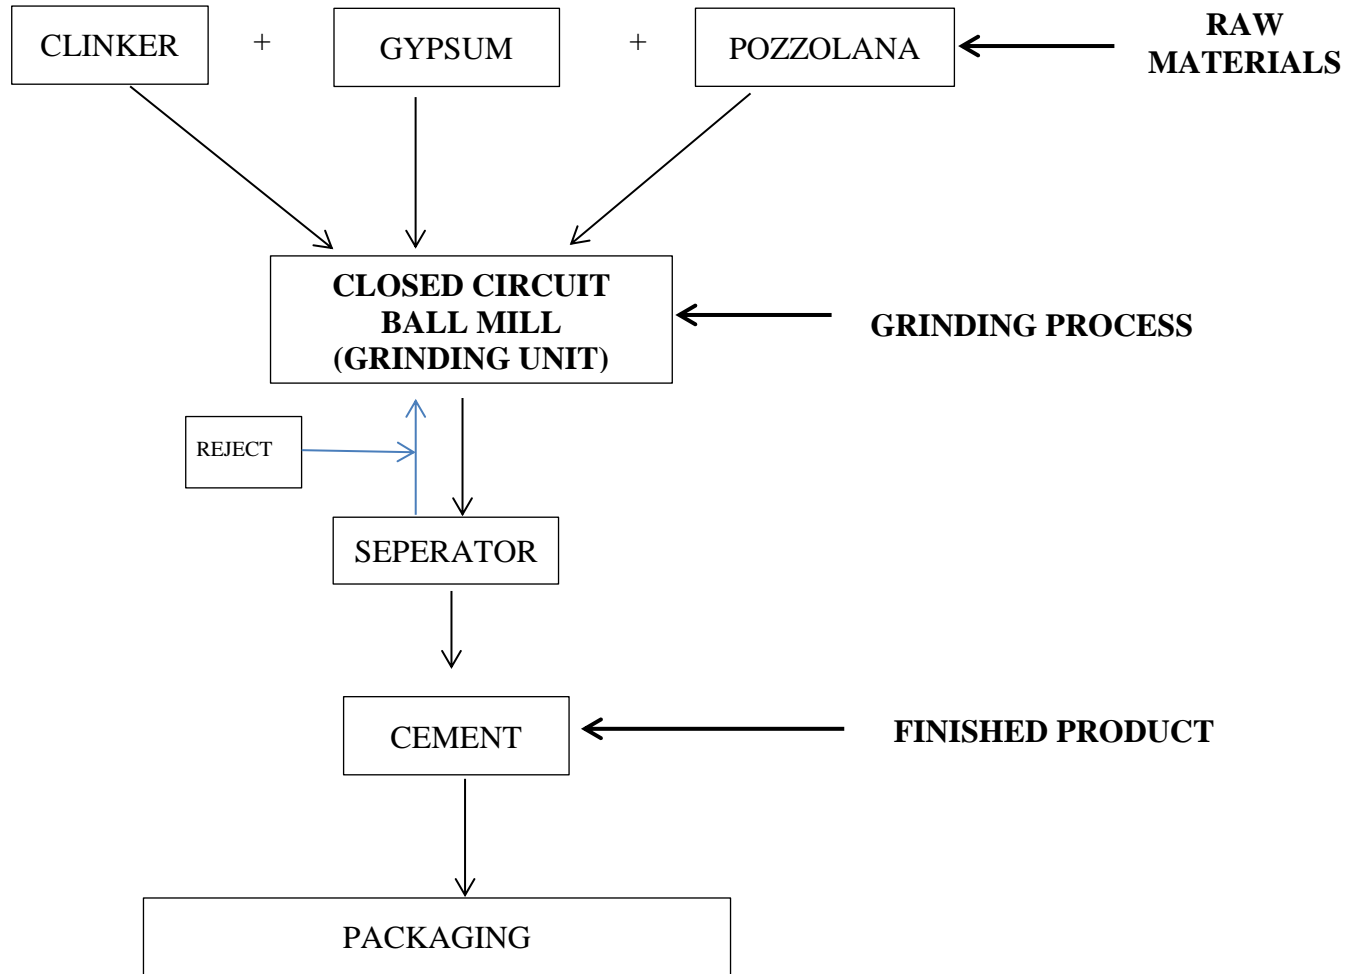 CLINKER + GYPSUM + POZZOLANA
RAW
MATERIALS
CLOSED CIRCUIT
BALL MILL
(GRINDING UNIT)
GRINDING PROCESS
REJECT
SEPERATOR
CEMENT
FINISHED PRODUCT
PACKAGING